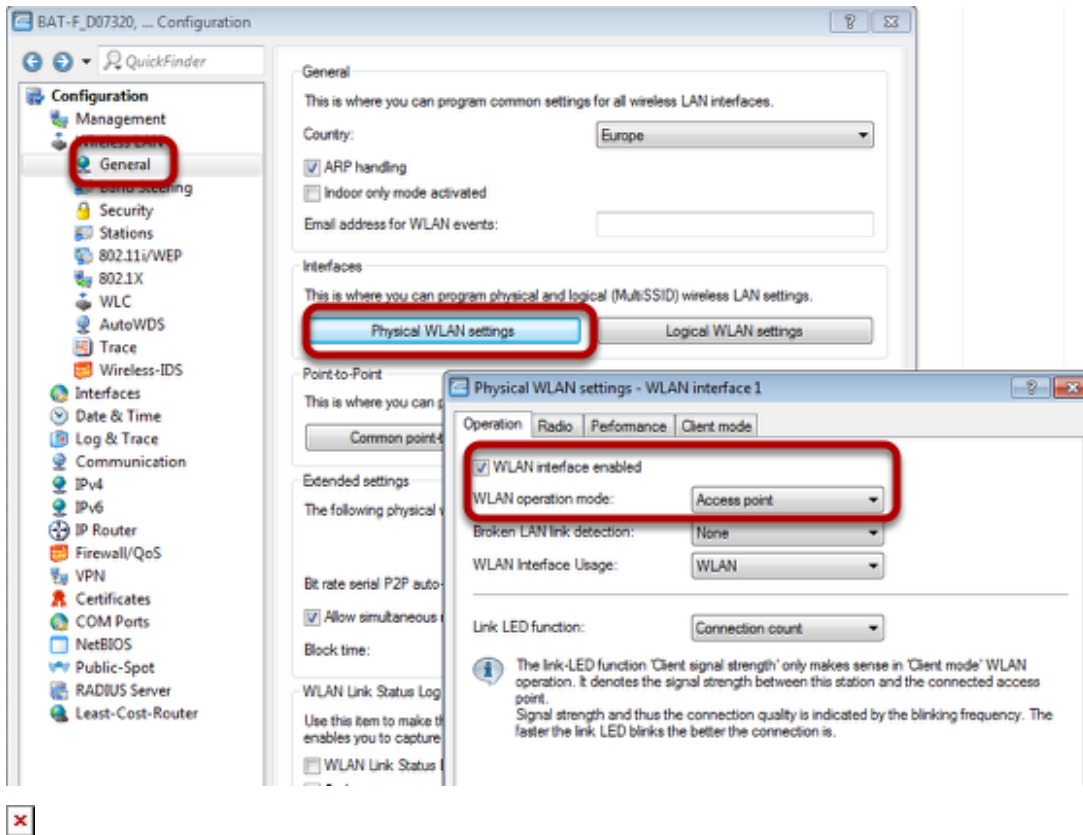 BAT-F_D07320, ... Configuration
QuickFinder
Configuration
Management
Wireless LAN
General
Band Steering
Security
Stations
802.11i/WEP
802.1X
WLC
AutoWDS
Trace
Wireless-IDS
Interfaces
Date & Time
Log & Trace
Communication
IPv4
IPv6
IP Router
Firewall/QoS
VPN
Certificates
COM Ports
NetBIOS
Public-Spot
RADIUS Server
Least-Cost-Router
General
This is where you can program common settings for all wireless LAN interfaces.
Country: Europe
ARP handling
Indoor only mode activated
Email address for WLAN events:
Interfaces
This is where you can program physical and logical (MultiSSID) wireless LAN settings.
Physical WLAN settings Logical WLAN settings
Point-to-Point
This is where you can
Common point-
Extended settings
The following physical
Bit rate serial P2P auto-
Allow simultaneous
Block time:
WLAN Link Status Log
Use this item to make
enables you to capture
WLAN Link Status
Physical WLAN settings - WLAN interface 1
Operation Radio Performance Client mode
WLAN interface enabled
WLAN operation mode: Access point
Broken LAN link detection: None
WLAN Interface Usage: WLAN
Link LED function: Connection count
The link-LED function 'Client signal strength' only makes sense in 'Client mode' WLAN
operation. It denotes the signal strength between this station and the connected access
point.
Signal strength and thus the connection quality is indicated by the blinking frequency. The
faster the link LED blinks the better the connection is.